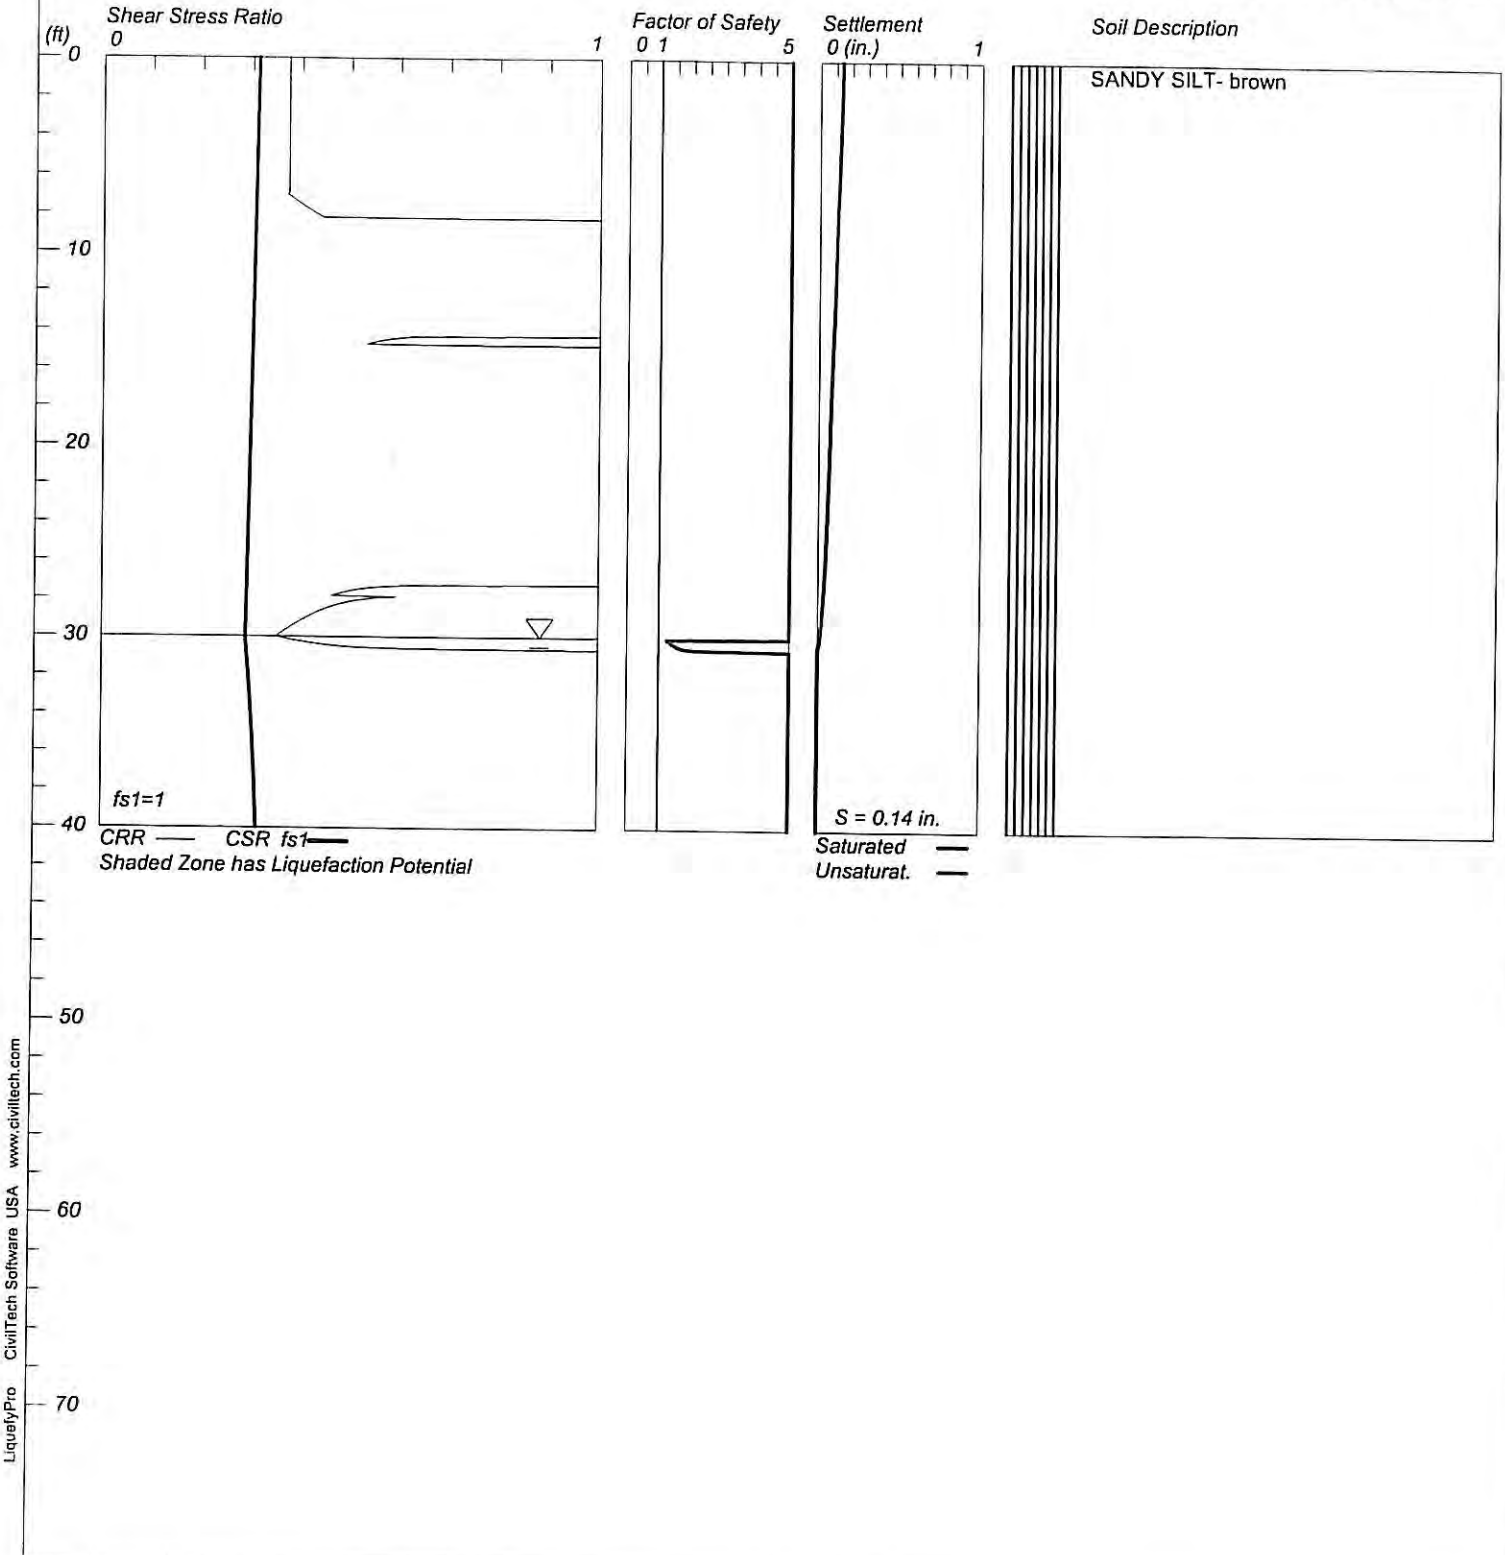 Shear Stress Ratio
Factor of Safety
Settlement
Soil Description
(ft)
0
1
0 1
5
0 (in.)
1
0
SANDY SILT- brown
10
20
30
fs1=1
S = 0.14 in.
40
CRR
CSR fs1
Saturated
Shaded Zone has Liquefaction Potential
Unsaturat.
50
60
70
LiquefyPro CivilTech Software USA www.civiltech.com